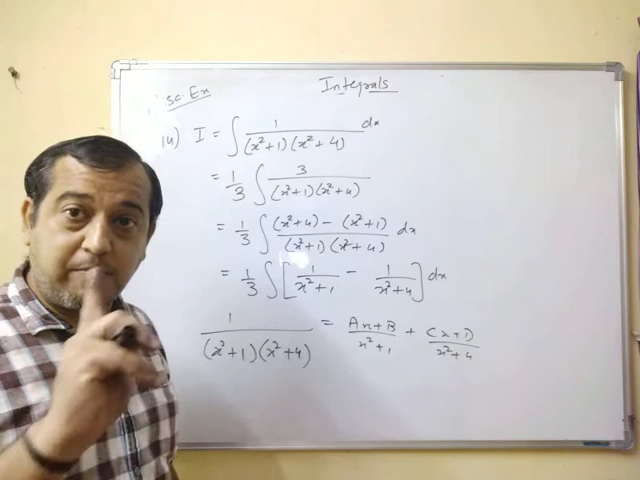 Integrals
sc. Ex
14) I = ∫ 1/((x²+1)(x²+4)) dx
= 1/3 ∫ 3/((x²+1)(x²+4))
= 1/3 ∫ ((x²+4) - (x²+1))/((x²+1)(x²+4)) dx
= 1/3 ∫ [1/(x²+1) - 1/(x²+4)] dx
1/((x²+1)(x²+4)) = (Ax+B)/(x²+1) + (Cx+D)/(x²+4)